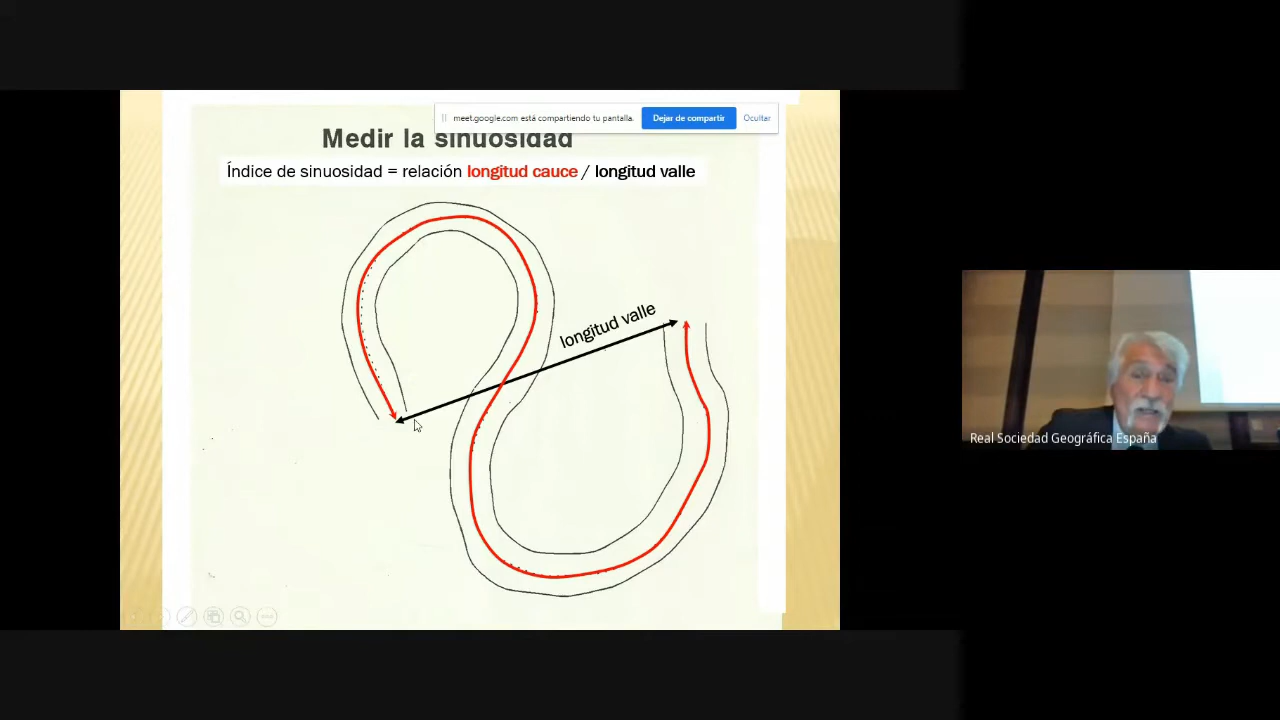 meet.google.com está compartiendo tu pantalla.
Dejar de compartir
Ocultar
Medir la sinuosidad
Índice de sinuosidad = relación longitud cauce / longitud valle
longitud valle
Real Sociedad Geográfica España